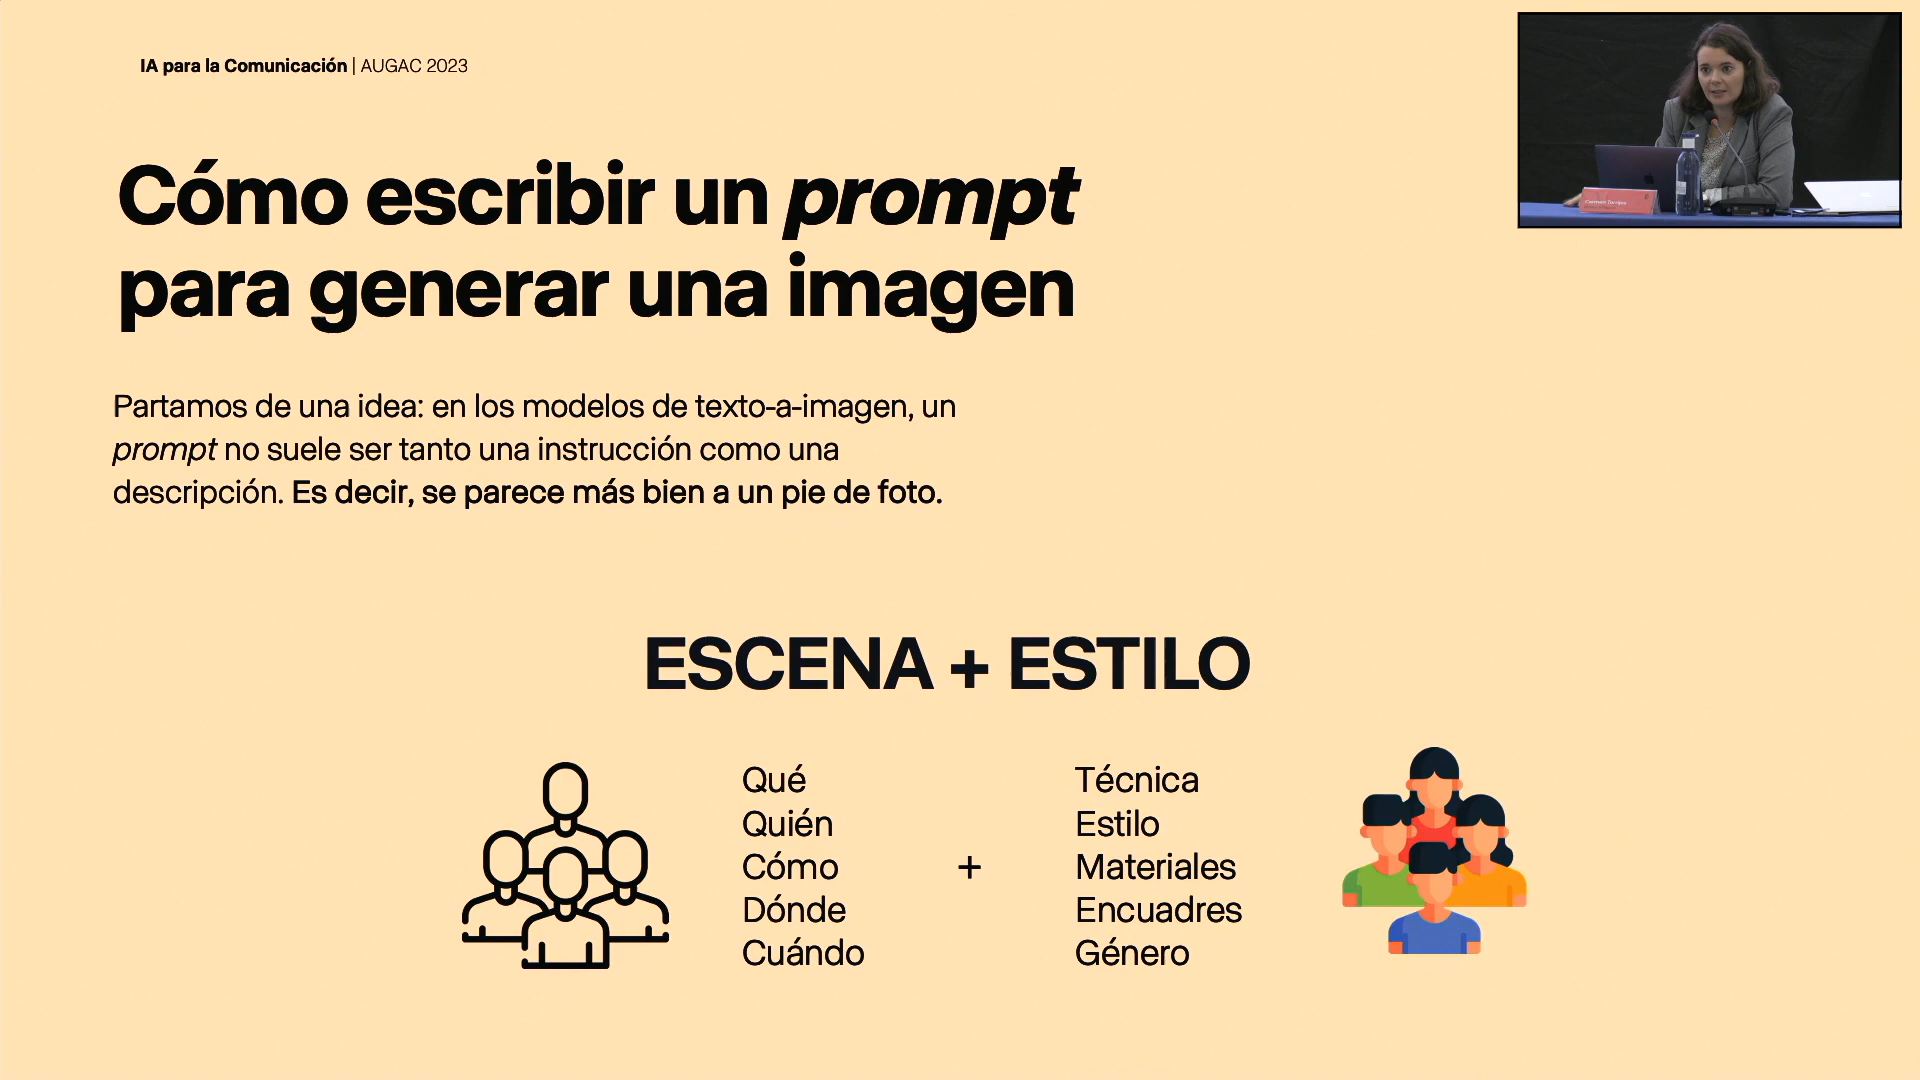 IA para la Comunicación | AUGAC 2023
Cómo escribir un prompt
para generar una imagen
Partamos de una idea: en los modelos de texto-a-imagen, un
prompt no suele ser tanto una instrucción como una
descripción. Es decir, se parece más bien a un pie de foto.
ESCENA + ESTILO
Qué
Quién
Cómo
Dónde
Cuándo
+
Técnica
Estilo
Materiales
Encuadres
Género
Carmen